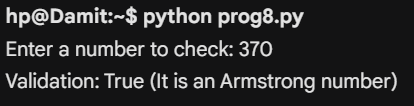 hp@Damit:~$ python prog8.py
Enter a number to check: 370
Validation: True (It is an Armstrong number)